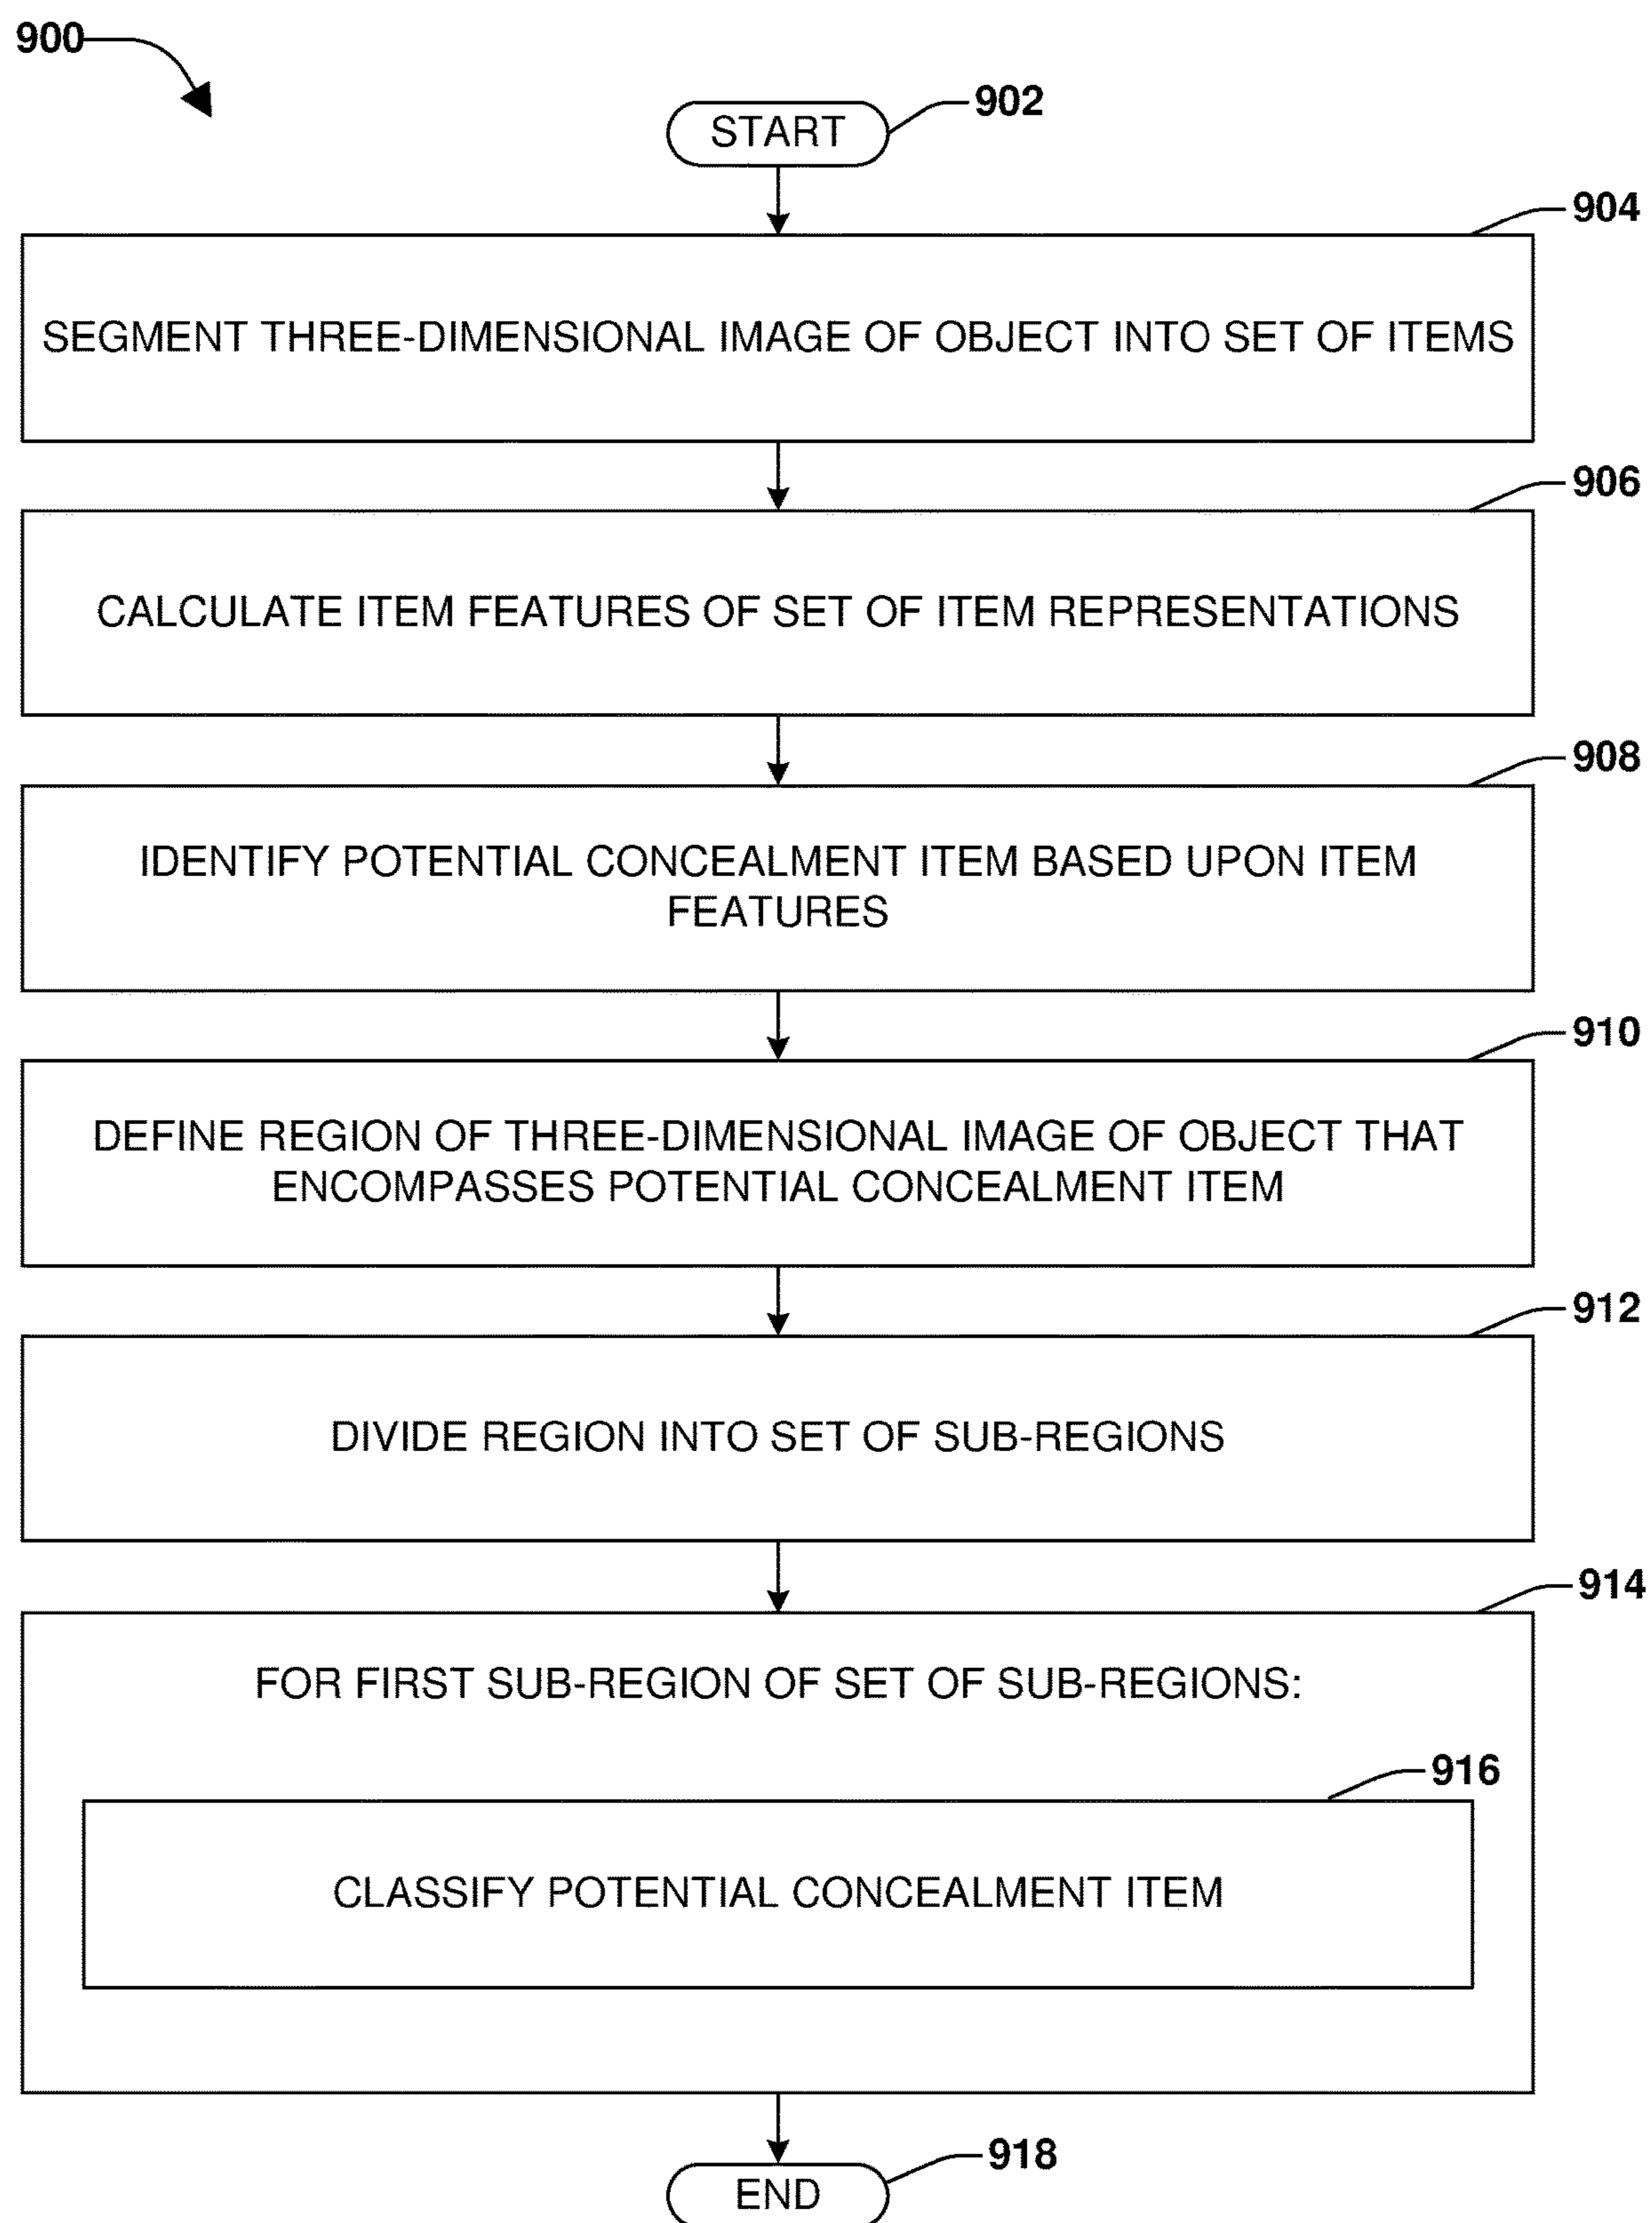 900
START
902
904
SEGMENT THREE-DIMENSIONAL IMAGE OF OBJECT INTO SET OF ITEMS
906
CALCULATE ITEM FEATURES OF SET OF ITEM REPRESENTATIONS
908
IDENTIFY POTENTIAL CONCEALMENT ITEM BASED UPON ITEM
FEATURES
910
DEFINE REGION OF THREE-DIMENSIONAL IMAGE OF OBJECT THAT
ENCOMPASSES POTENTIAL CONCEALMENT ITEM
912
DIVIDE REGION INTO SET OF SUB-REGIONS
914
FOR FIRST SUB-REGION OF SET OF SUB-REGIONS:
916
CLASSIFY POTENTIAL CONCEALMENT ITEM
918
END